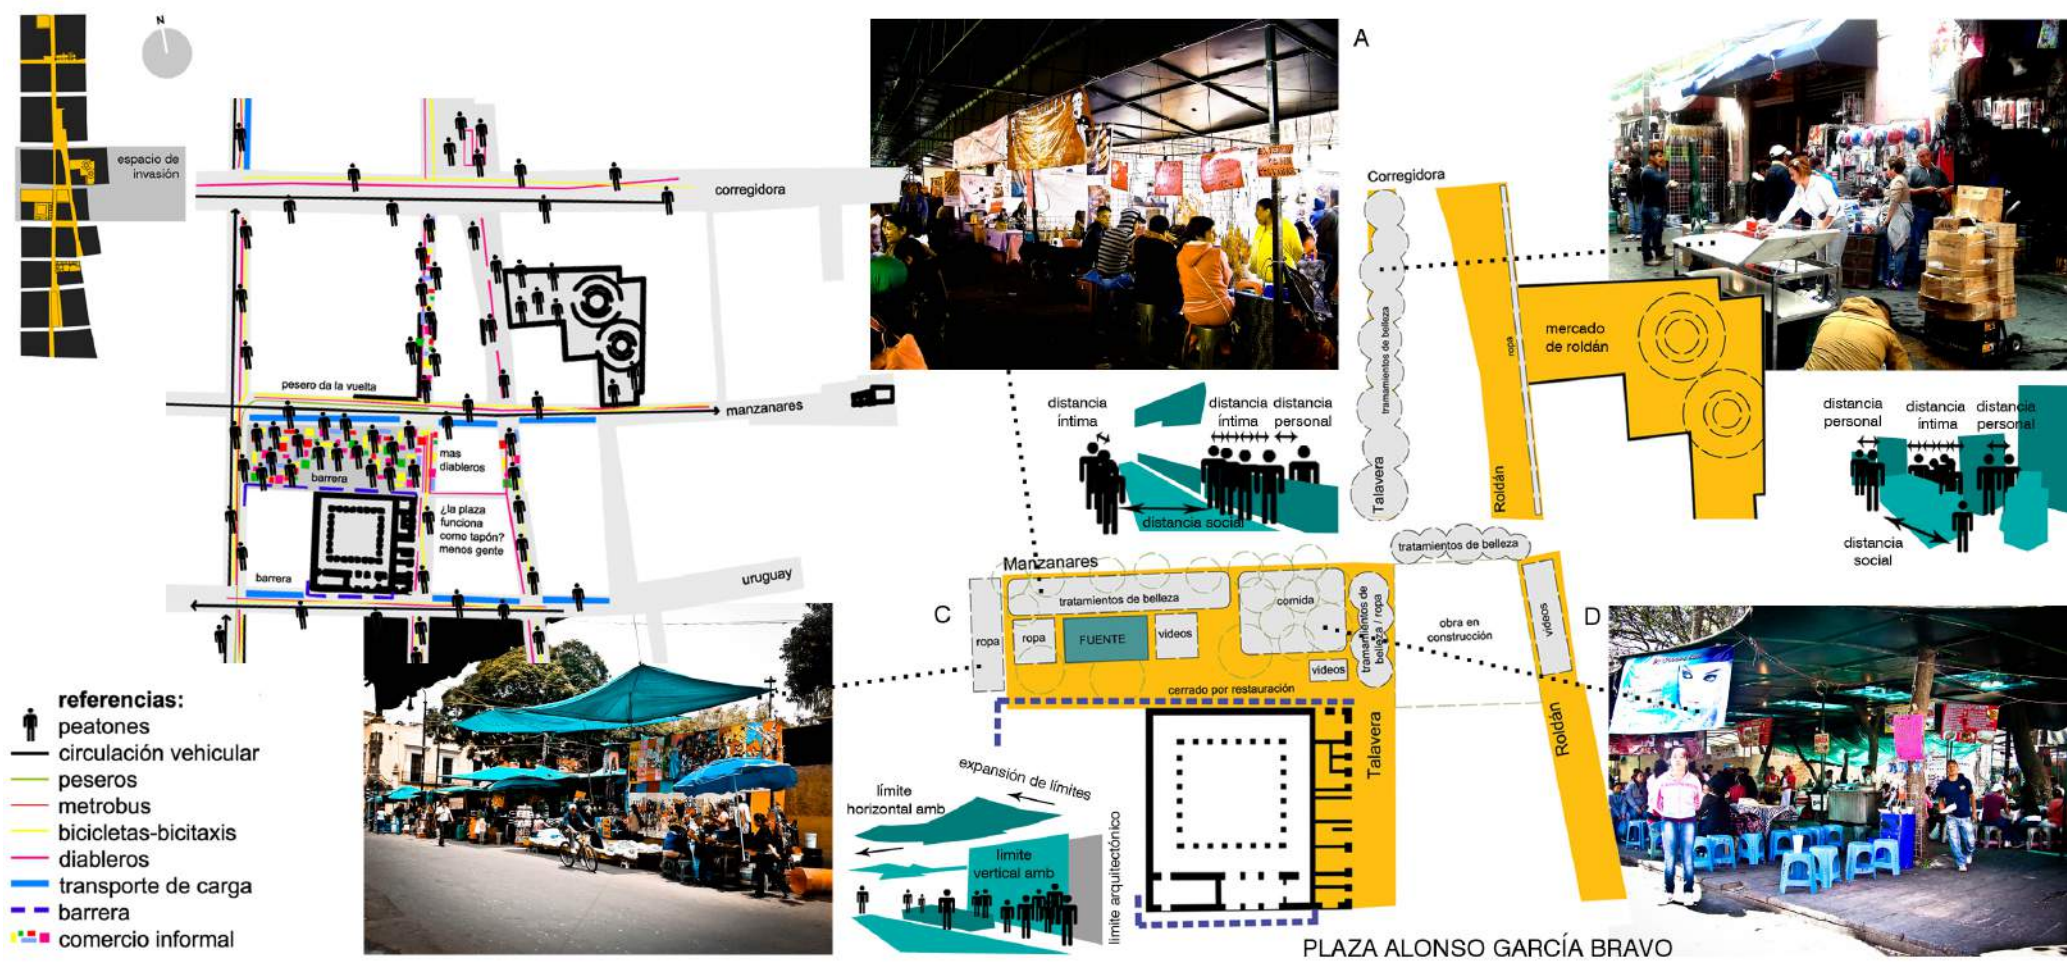 N
espacio de
invasión
corregidora
pesero da la vuelta
manzanares
mas
diableros
barrera
¿la plaza
funciona
como tapón?
menos gente
barrera
uruguay
referencias:
peatones
circulación vehicular
peseros
metrobus
bicicletas-bicitaxis
diableros
transporte de carga
barrera
comercio informal
A
Corregidora
tramamientos de belleza
Talavera
ropa
Roldán
mercado
de roldán
distancia
íntima
distancia
íntima
distancia
personal
distancia social
distancia
personal
distancia
íntima
distancia
personal
distancia
social
tratamientos de belleza
Manzanares
C
ropa
tratamientos de belleza
ropa
FUENTE
videos
comida
tramamientos de
belleza / ropa
videos
cerrado por restauración
obra en
construcción
videos
D
Talavera
Roldán
expansión de límites
límite
horizontal amb
limite
vertical amb
limite arquitectónico
PLAZA ALONSO GARCÍA BRAVO